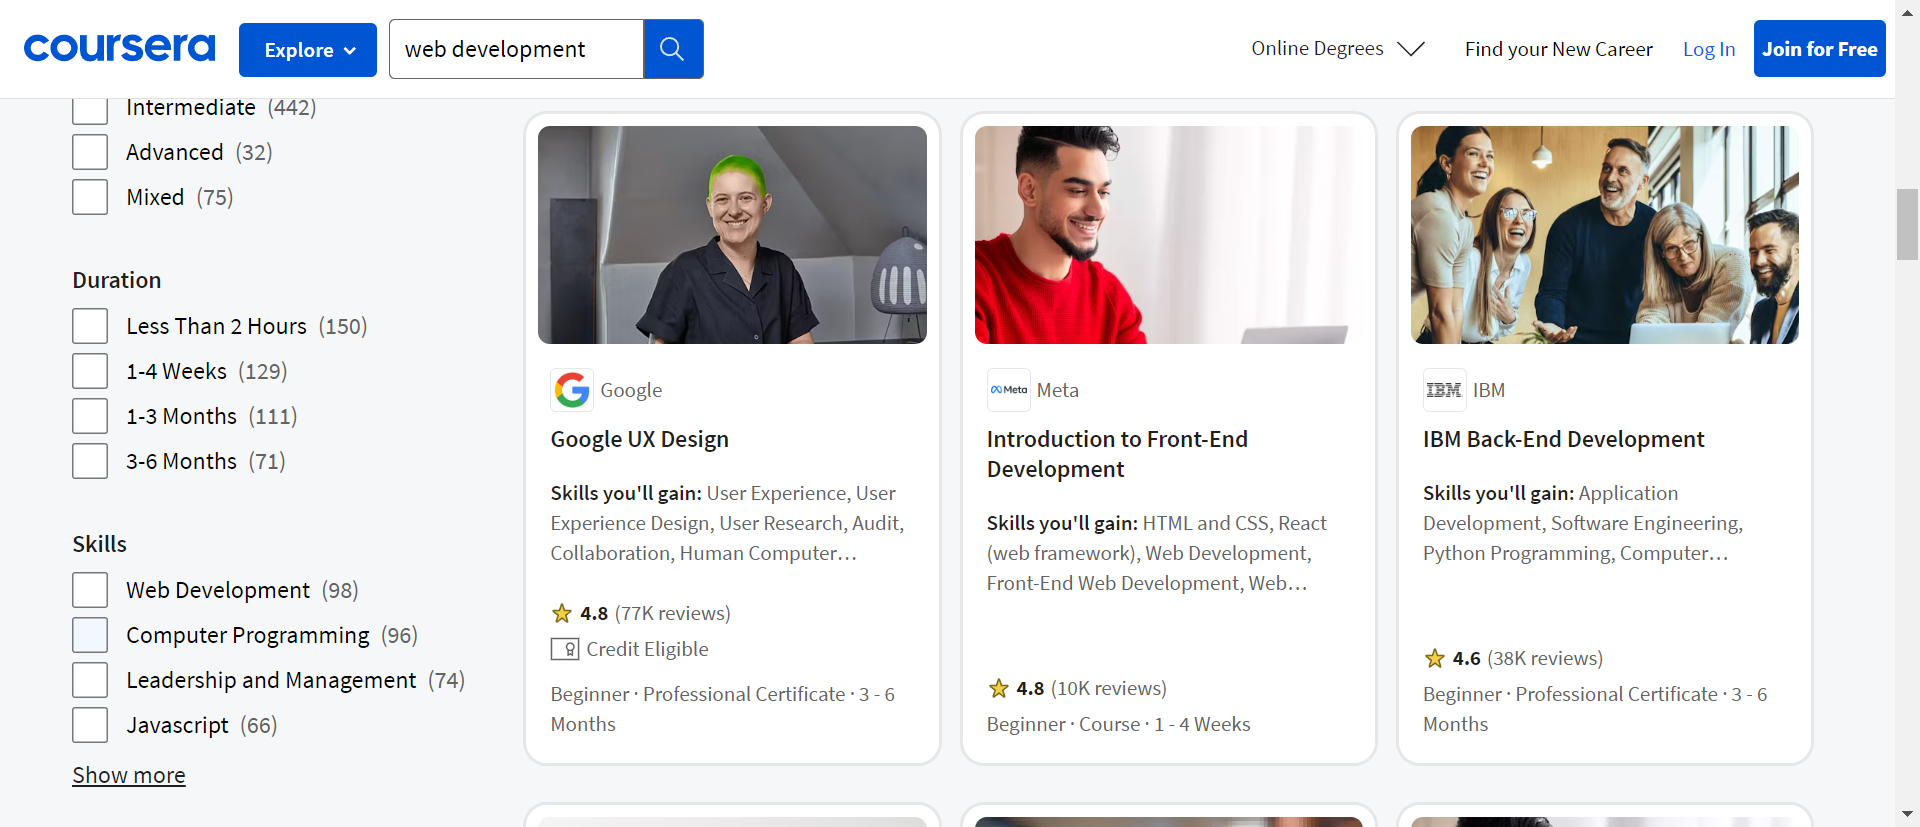 coursera
Explore
web development
Online Degrees
Find your New Career
Log In
Join for Free
Intermediate (442)
Advanced (32)
Mixed (75)
Duration
Less Than 2 Hours (150)
1-4 Weeks (129)
1-3 Months (111)
3-6 Months (71)
Skills
Web Development (98)
Computer Programming (96)
Leadership and Management (74)
Javascript (66)
Show more
Google
Google UX Design
Skills you'll gain: User Experience, User
Experience Design, User Research, Audit,
Collaboration, Human Computer…
4.8 (77K reviews)
Credit Eligible
Beginner · Professional Certificate · 3 - 6
Months
Meta Meta
Introduction to Front-End
Development
Skills you'll gain: HTML and CSS, React
(web framework), Web Development,
Front-End Web Development, Web…
4.8 (10K reviews)
Beginner · Course · 1 - 4 Weeks
IBM IBM
IBM Back-End Development
Skills you'll gain: Application
Development, Software Engineering,
Python Programming, Computer…
4.6 (38K reviews)
Beginner · Professional Certificate · 3 - 6
Months